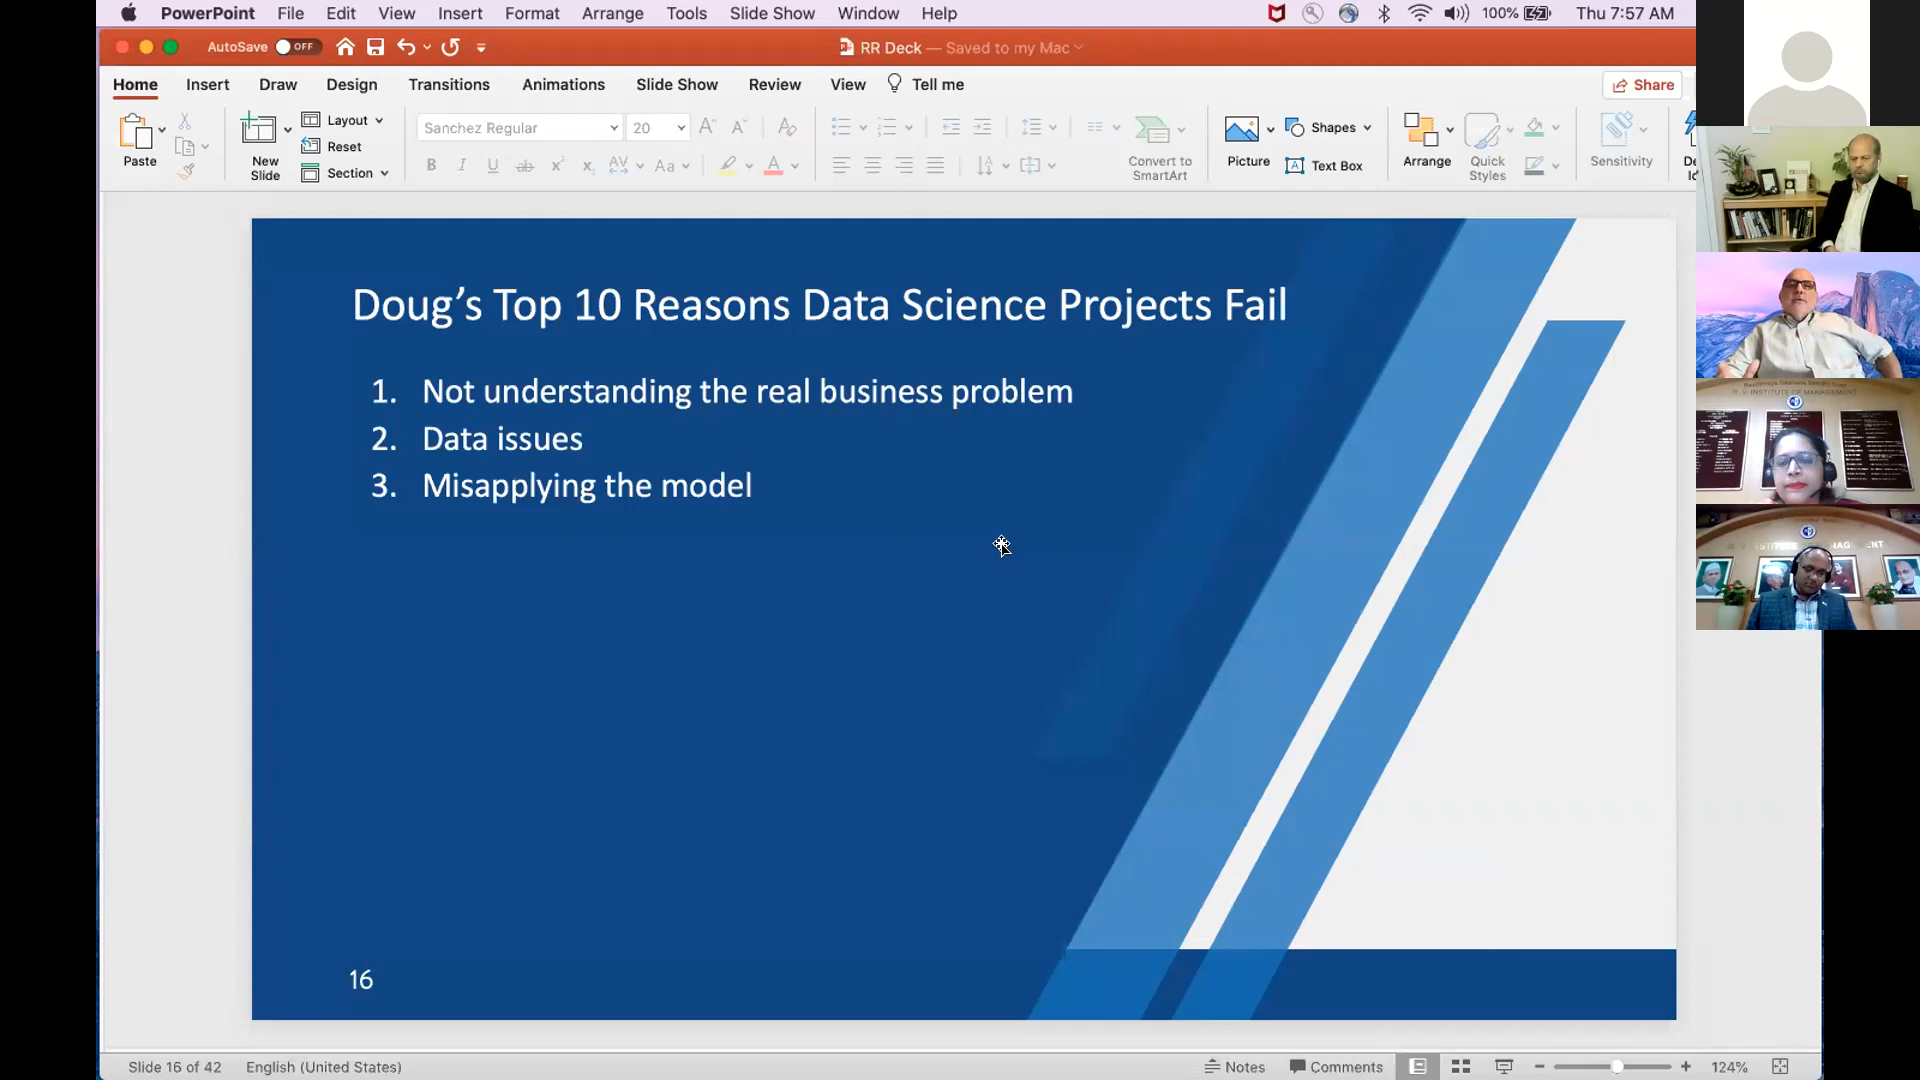 PowerPoint File Edit View Insert Format Arrange Tools Slide Show Window Help 100% Thu 7:57 AM
AutoSave OFF RR Deck — Saved to my Mac
Home Insert Draw Design Transitions Animations Slide Show Review View Tell me Share
Paste New Slide Layout Reset Section Sanchez Regular 20 Convert to SmartArt Picture Shapes Text Box Arrange Quick Styles Sensitivity
Doug’s Top 10 Reasons Data Science Projects Fail
1. Not understanding the real business problem
2. Data issues
3. Misapplying the model
16
R. V. INSTITUTE OF MANAGEMENT
Slide 16 of 42 English (United States) Notes Comments 124%